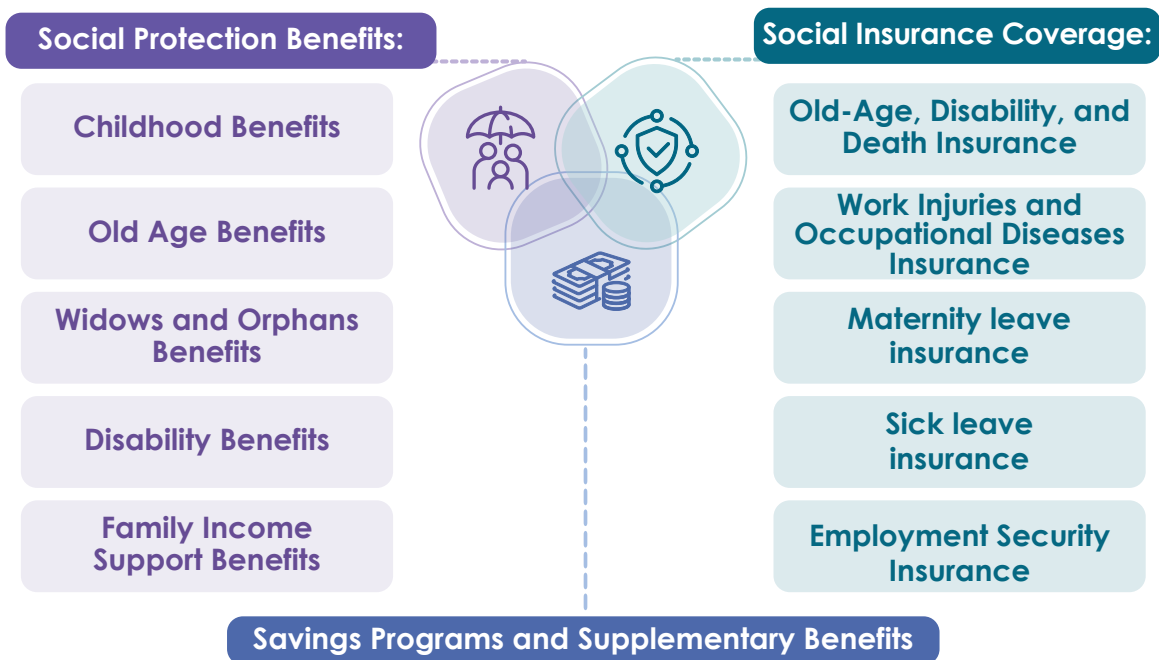 Social Protection Benefits:
Childhood Benefits
Old Age Benefits
Widows and Orphans
Benefits
Disability Benefits
Family Income
Support Benefits
Social Insurance Coverage:
Old-Age, Disability, and
Death Insurance
Work Injuries and
Occupational Diseases
Insurance
Maternity leave
insurance
Sick leave
insurance
Employment Security
Insurance
Savings Programs and Supplementary Benefits